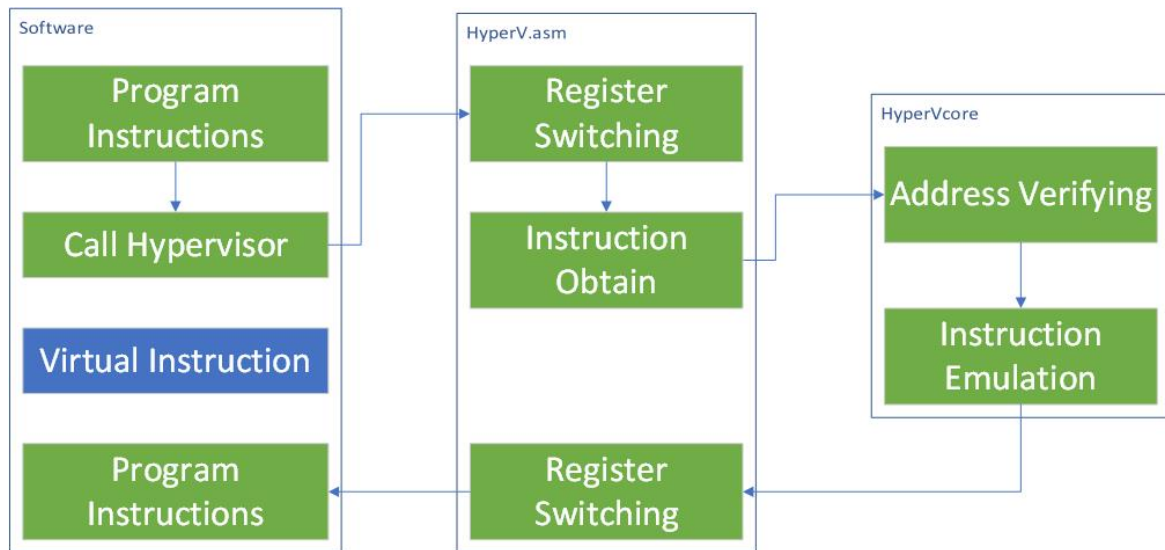 Software
Program
Instructions
Call Hypervisor
Virtual Instruction
Program
Instructions
HyperV.asm
Register
Switching
Instruction
Obtain
Register
Switching
HyperVcore
Address Verifying
Instruction
Emulation